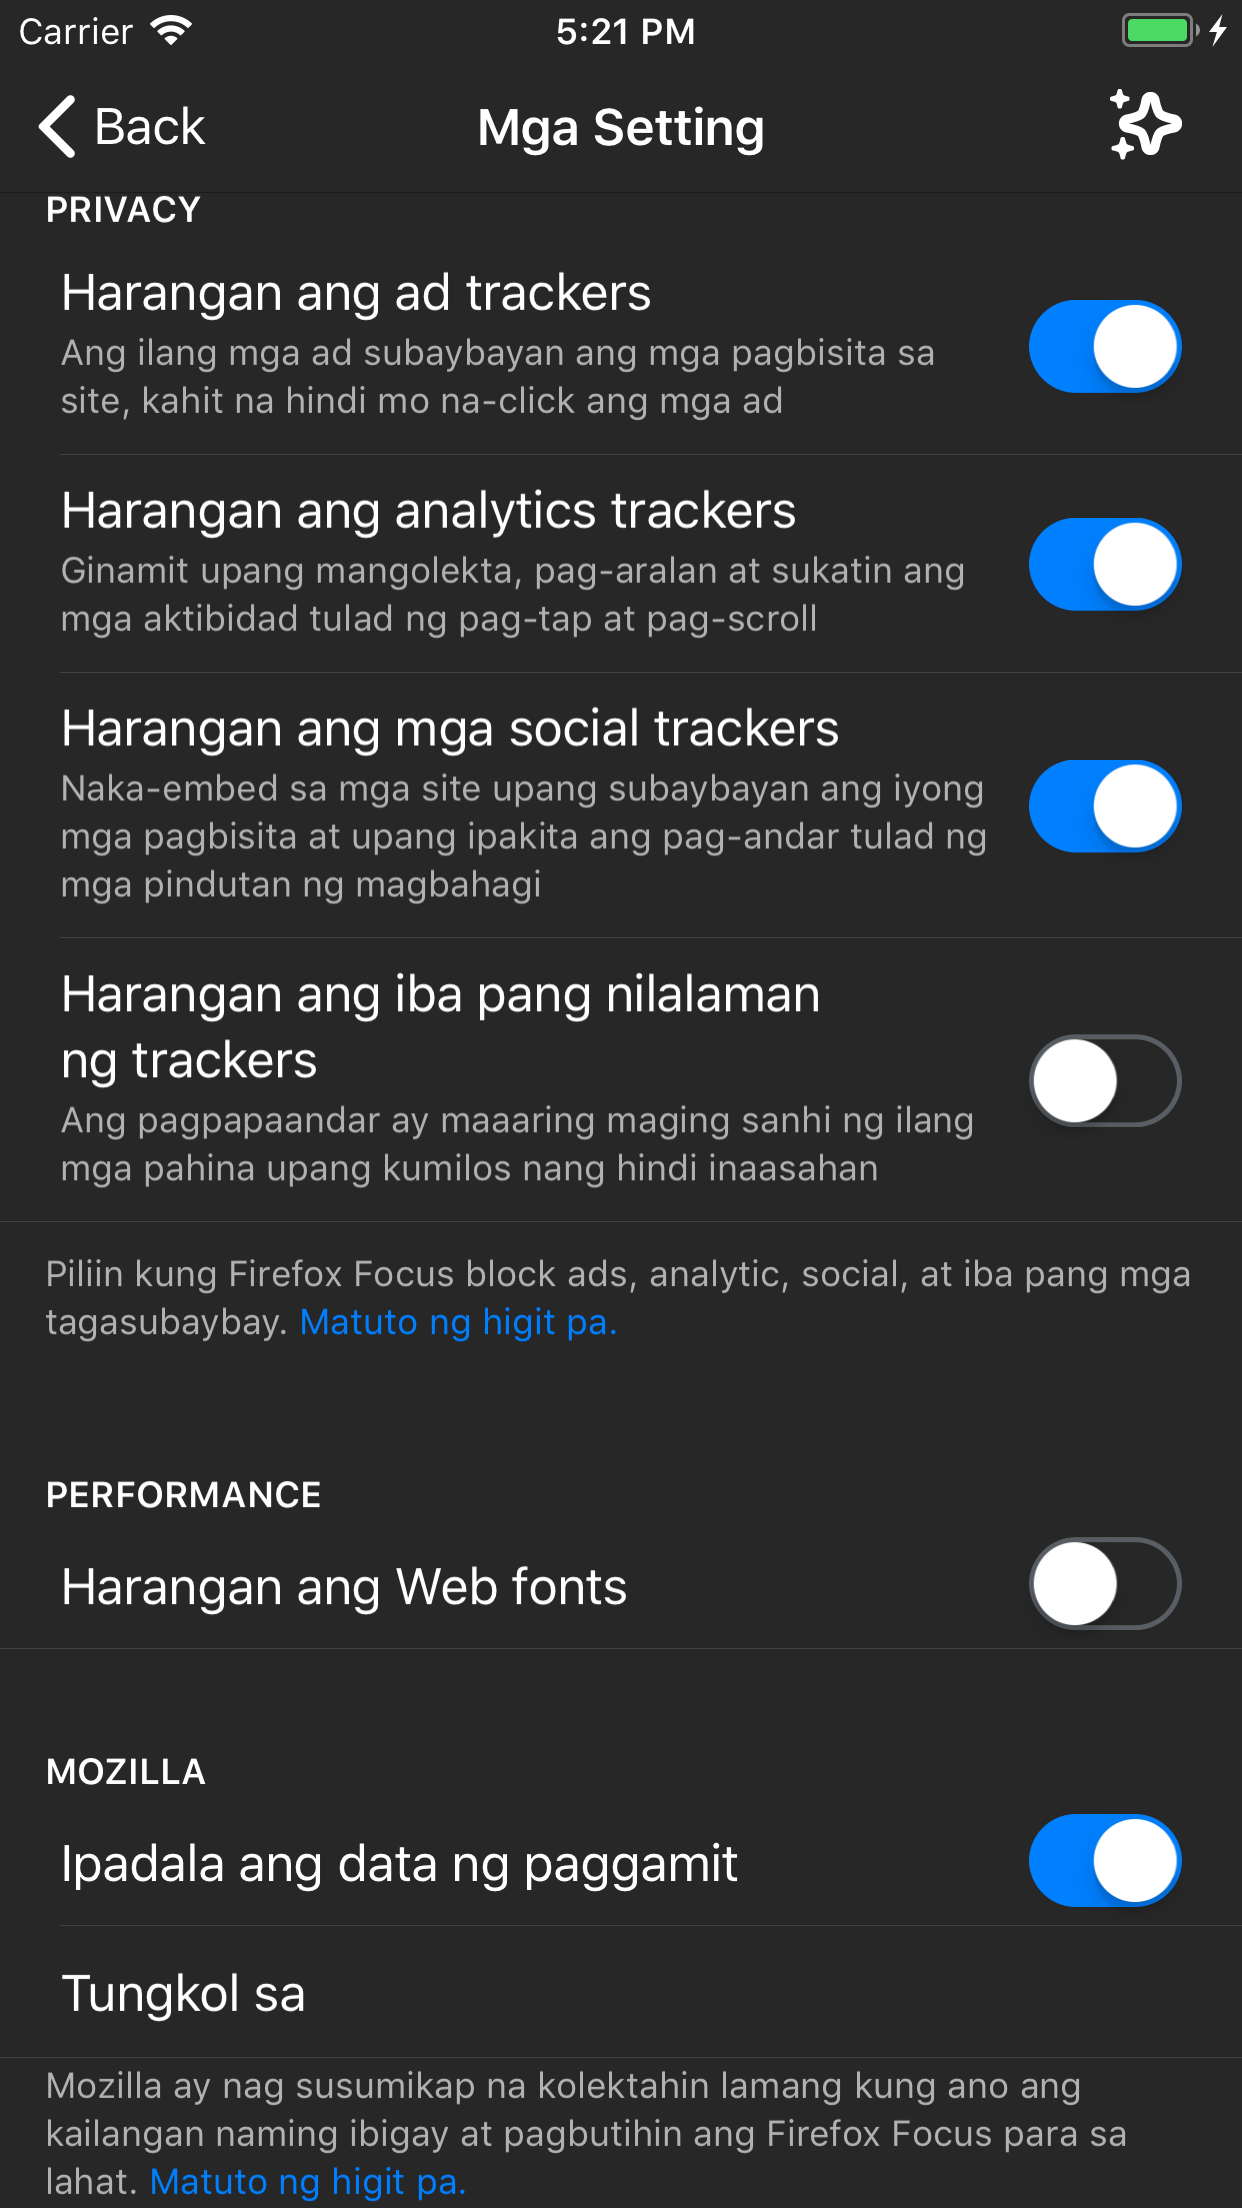 Carrier
5:21 PM
Back
Mga Setting
PRIVACY
Harangan ang ad trackers
Ang ilang mga ad subaybayan ang mga pagbisita sa
site, kahit na hindi mo na-click ang mga ad
Harangan ang analytics trackers
Ginamit upang mangolekta, pag-aralan at sukatin ang
mga aktibidad tulad ng pag-tap at pag-scroll
Harangan ang mga social trackers
Naka-embed sa mga site upang subaybayan ang iyong
mga pagbisita at upang ipakita ang pag-andar tulad ng
mga pindutan ng magbahagi
Harangan ang iba pang nilalaman
ng trackers
Ang pagpapaandar ay maaaring maging sanhi ng ilang
mga pahina upang kumilos nang hindi inaasahan
Piliin kung Firefox Focus block ads, analytic, social, at iba pang mga
tagasubaybay. Matuto ng higit pa.
PERFORMANCE
Harangan ang Web fonts
MOZILLA
Ipadala ang data ng paggamit
Tungkol sa
Mozilla ay nag susumikap na kolektahin lamang kung ano ang
kailangan naming ibigay at pagbutihin ang Firefox Focus para sa
lahat. Matuto ng higit pa.